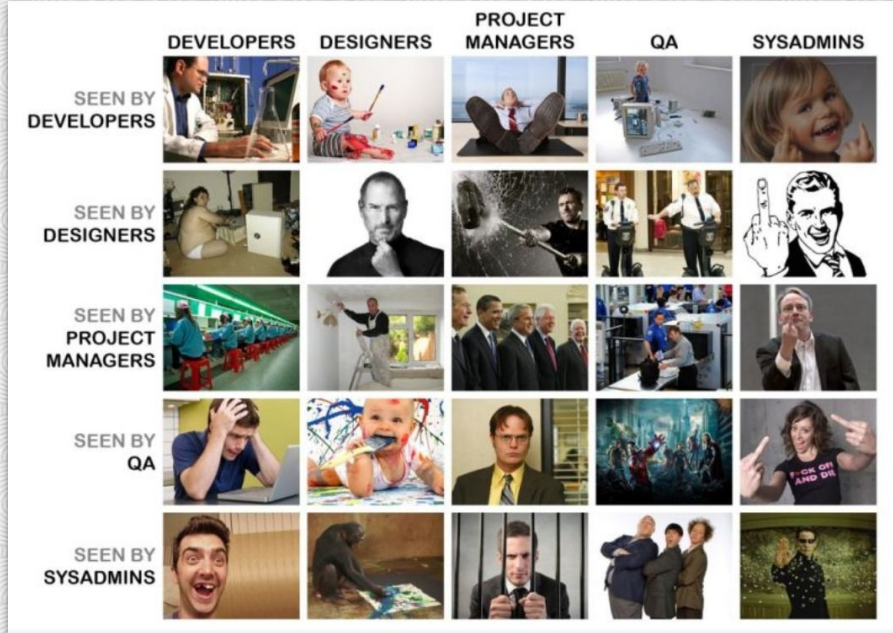 PROJECT
DEVELOPERS DESIGNERS MANAGERS QA SYSADMINS
SEEN BY
DEVELOPERS
SEEN BY
DESIGNERS
SEEN BY
PROJECT
MANAGERS
SEEN BY
QA
F*CK OFF
AND DIE
SEEN BY
SYSADMINS